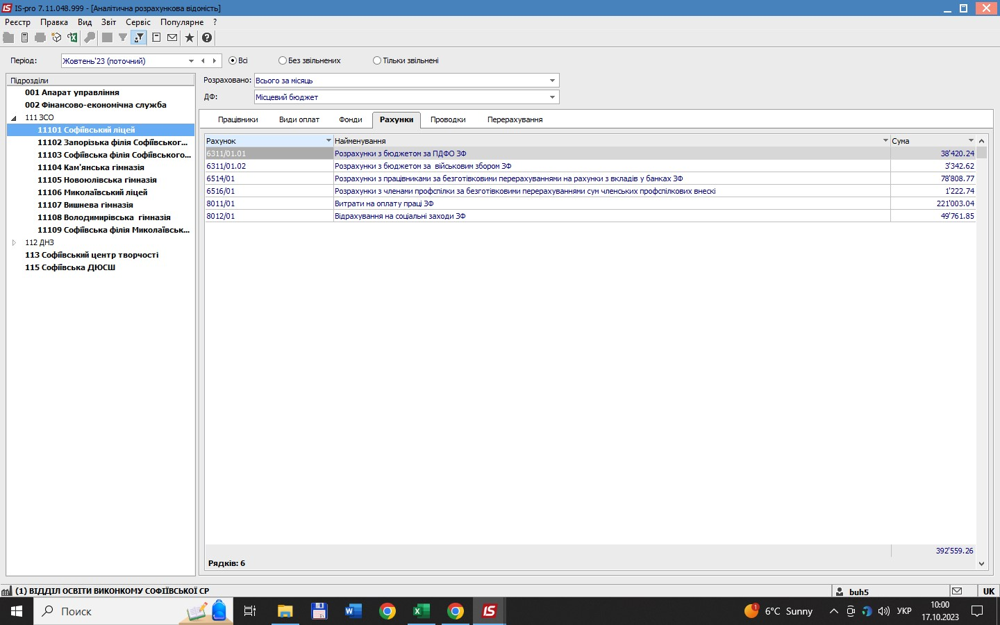 IS-pro 7.11.048.999 - [Аналітична розрахункова відомість]
Реєстр Правка Вид Звіт Сервіс Популярне ?
Період: Жовтень'23 (поточний) Всі Без звільнених Тільки звільнені
Підрозділи
001 Апарат управління
002 Фінансово-економічна служба
111 ЗСО
11101 Софіївський ліцей
11102 Запорізька філія Софіївськог...
11103 Софіївська філія Софіївського...
11104 Кам'янська гімназія
11105 Новоюлівська гімназія
11106 Миколаївський ліцей
11107 Вишнева гімназія
11108 Володимирівська  гімназія
11109 Софіївська філія Миколаївськ...
112 ДНЗ
113 Софіївський центр творчості
115 Софіївська ДЮСШ
Розраховано: Всього за місяць
ДФ: Місцевий бюджет
Працівники Види оплат Фонди Рахунки Проводки Перерахування
Рахунок Найменування Сума
6311/01.01 Розрахунки з бюджетом за ПДФО ЗФ 38'420.24
6311/01.02 Розрахунки з бюджетом за  військовим збором ЗФ 3'342.62
6514/01 Розрахунки з працівниками за безготівковими перерахуваннями на рахунки з вкладів у банках ЗФ 78'808.77
6516/01 Розрахунки з членами профспілки за безготівковими перерахуваннями сум членських профспілкових внескі 1'222.74
8011/01 Витрати на оплату праці ЗФ 221'003.04
8012/01 Відрахування на соціальні заходи ЗФ 49'761.85
392'559.26
Рядків: 6
(1) ВІДДІЛ ОСВІТИ ВИКОНКОМУ СОФІЇВСЬКОЇ СР buh5 UK
Поиск 6°C Sunny УКР 10:00
17.10.2023